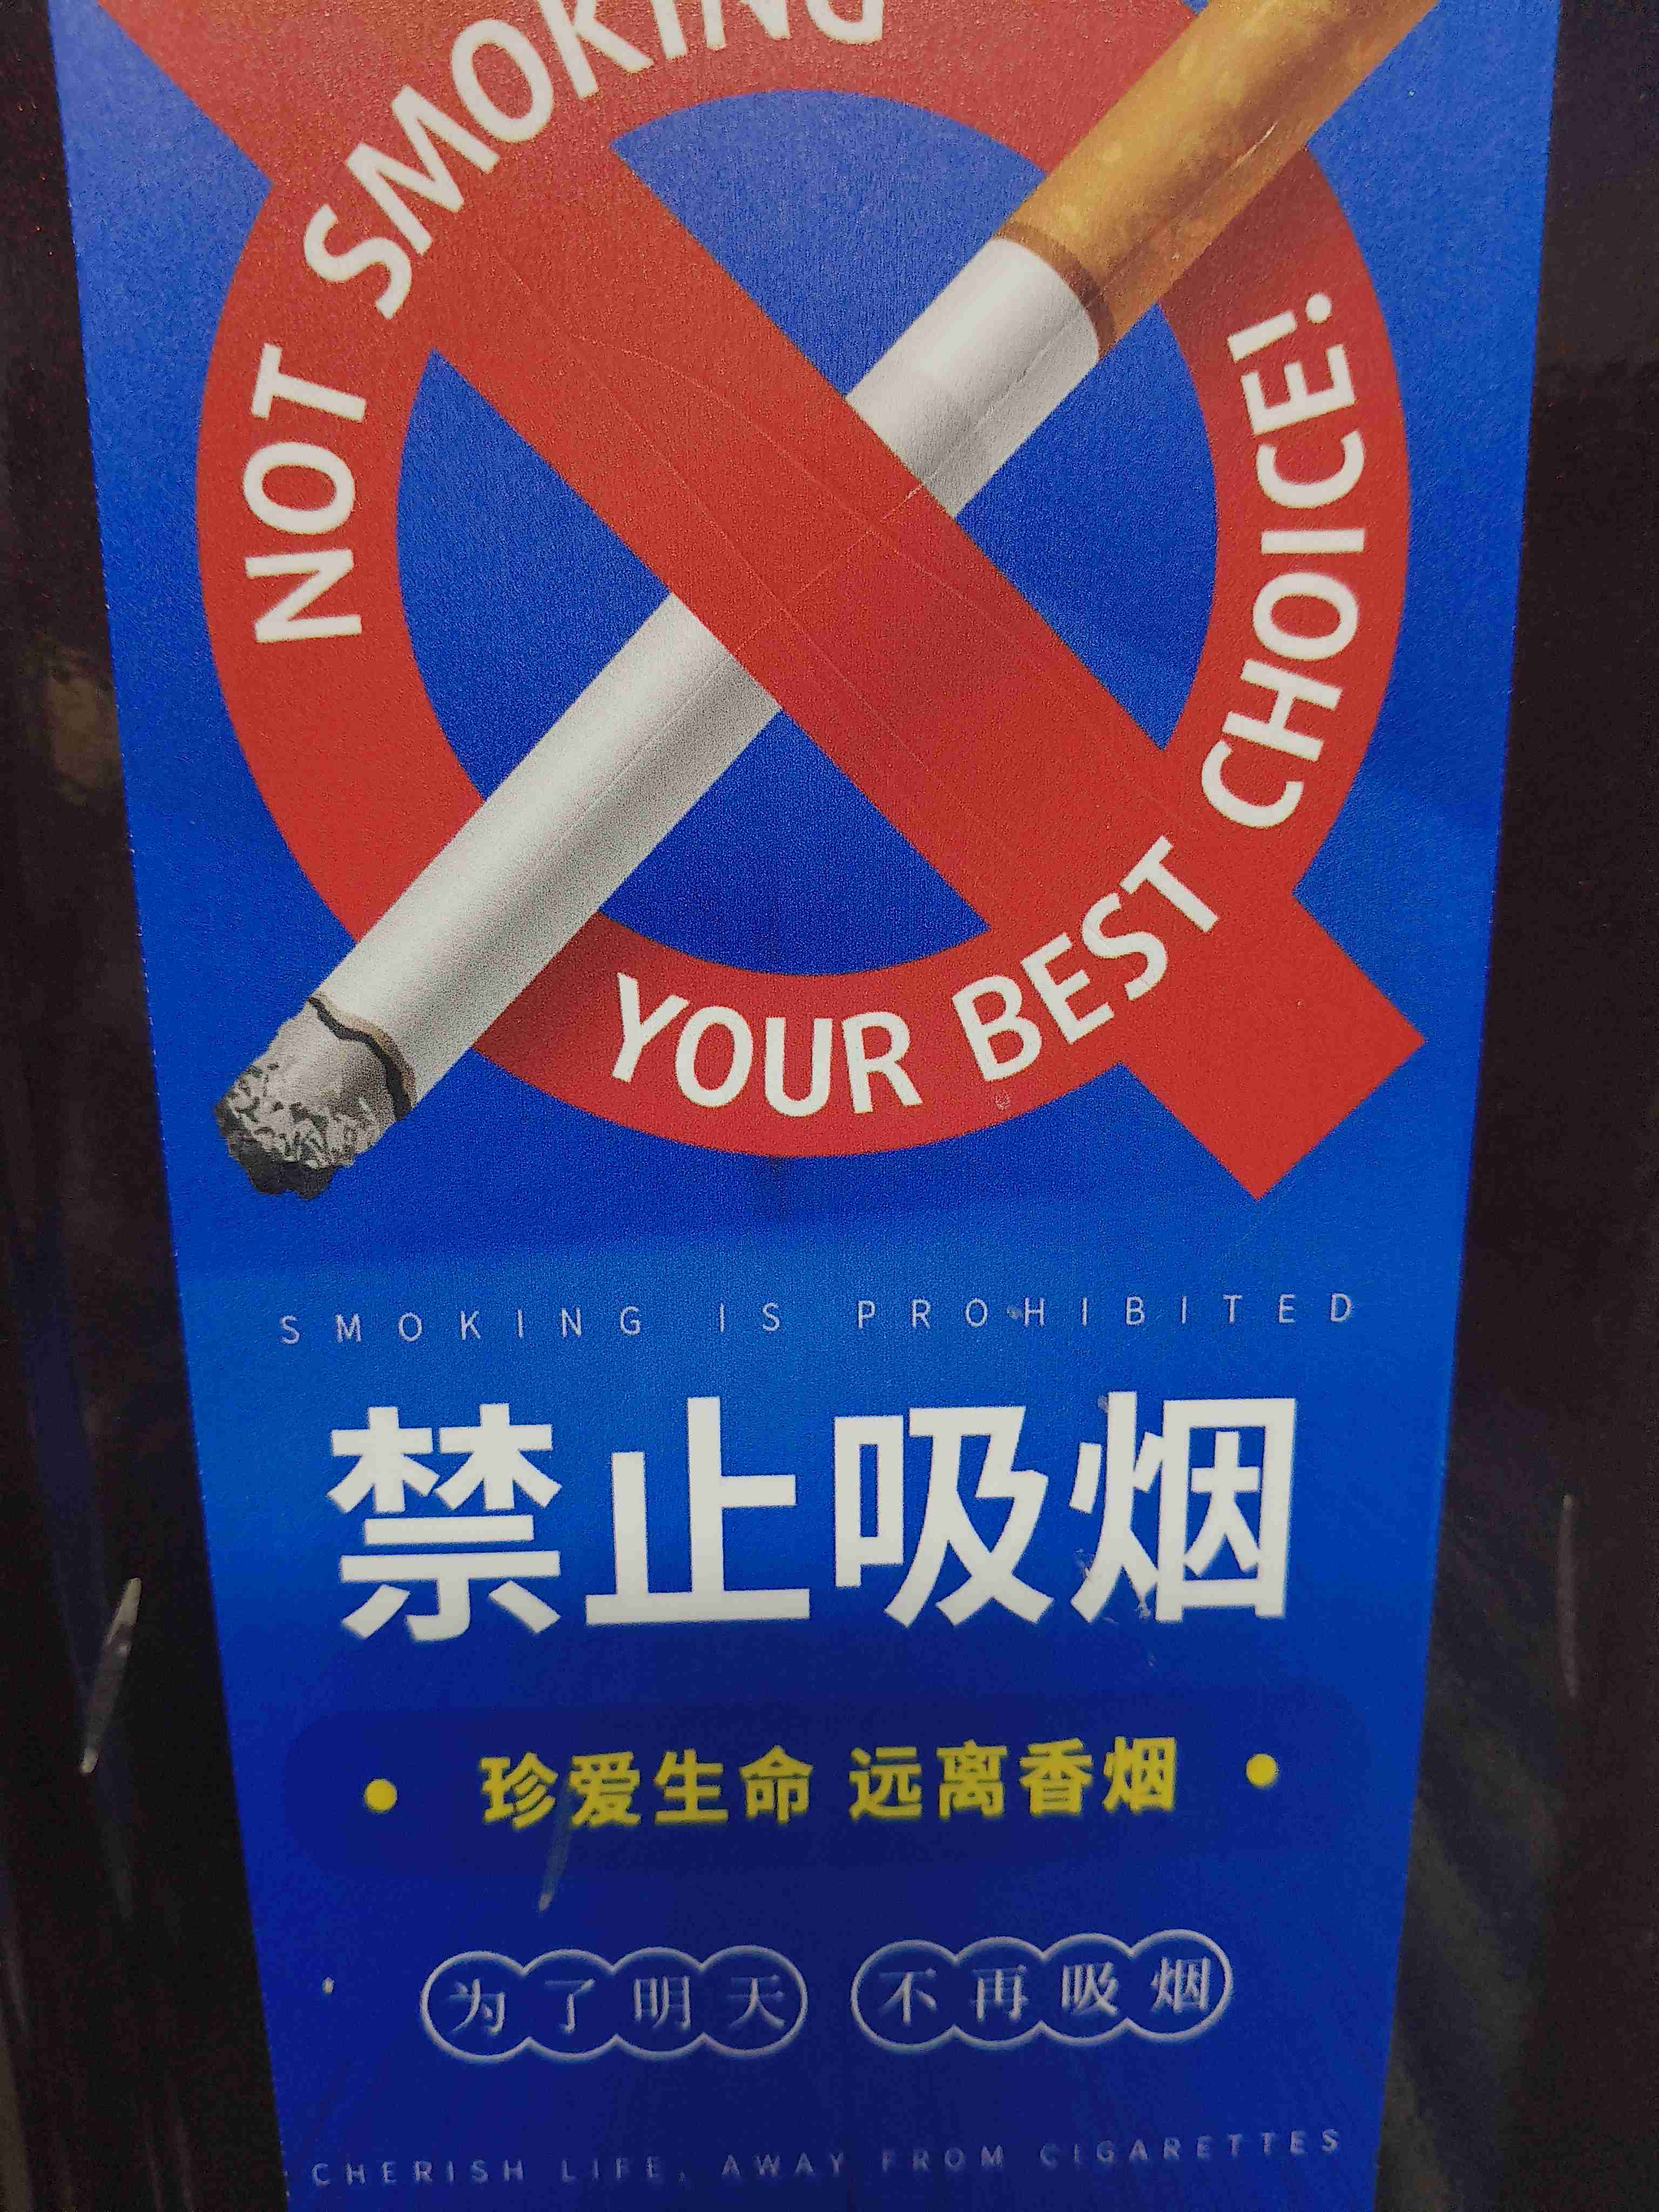 NOT SMOKING
YOUR BEST CHOICE!
SMOKING IS PROHIBITED
禁止吸烟
珍爱生命 远离香烟
为了明天 不再吸烟
CHERISH LIFE, AWAY FROM CIGARETTES